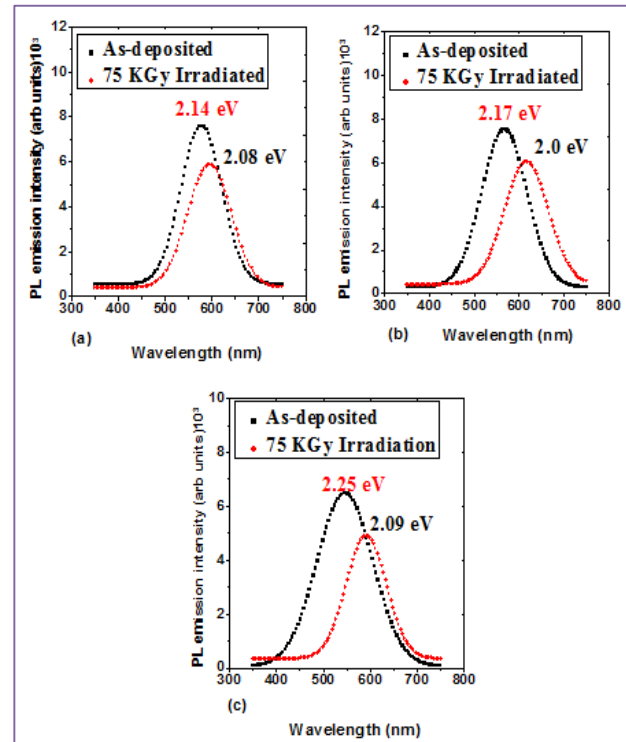 12
As-deposited
75 KGy Irradiated
10
2.14 eV
8
2.08 eV
6
4
2
0
300 400 500 600 700 800
PL emission intensity (arb units)10³
(a)
Wavelength (nm)
12
As-deposited
75 KGy Irradiated
10
2.17 eV
8
2.0 eV
6
4
2
0
300 400 500 600 700 800
PL emission intensity (arb units)10³
(b)
Wavelength (nm)
10
As-deposited
75 KGy Irradiation
8
2.25 eV
6
2.09 eV
4
2
0
300 400 500 600 700 800
PL emission intensity (arb units)10³
(c)
Wavelength (nm)